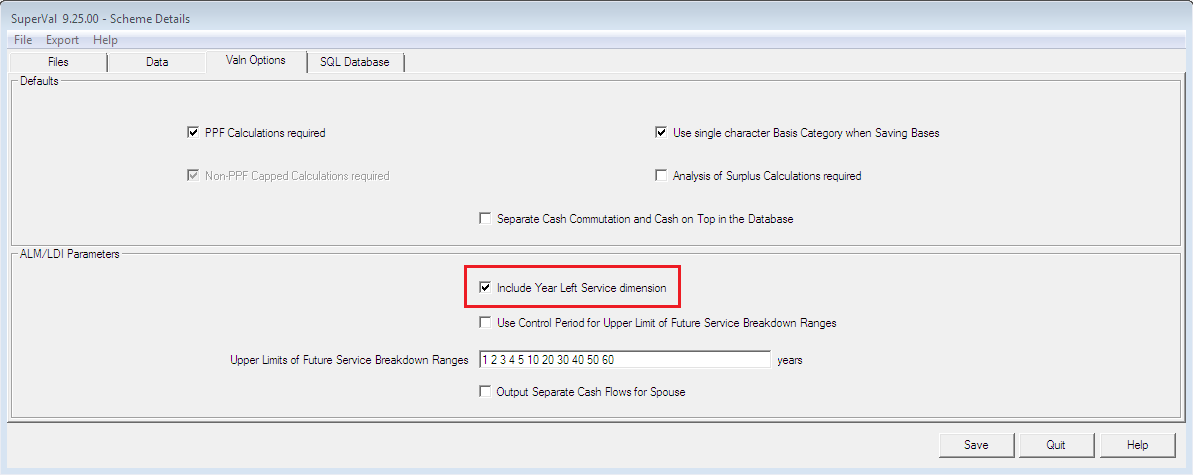 SuperVal 9.25.00 - Scheme Details
File Export Help
Files Data Valn Options SQL Database
Defaults
PPF Calculations required Use single character Basis Category when Saving Bases
Non-PPF Capped Calculations required Analysis of Surplus Calculations required
Separate Cash Commutation and Cash on Top in the Database
ALM/LDI Parameters
Include Year Left Service dimension
Use Control Period for Upper Limit of Future Service Breakdown Ranges
Upper Limits of Future Service Breakdown Ranges 1 2 3 4 5 10 20 30 40 50 60 years
Output Separate Cash Flows for Spouse
Save Quit Help